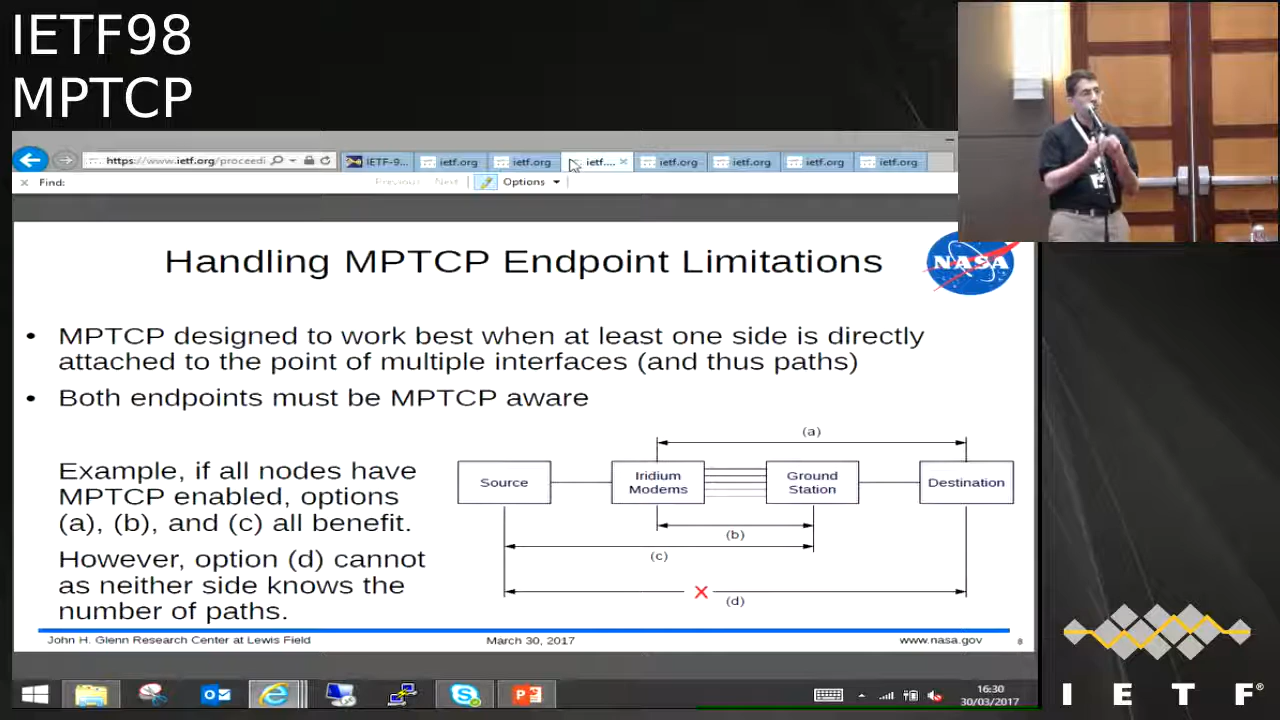 IETF98
MPTCP
https://www.ietf.org/proceedi
IETF-9...
ietf.org
ietf.org
ietf....
ietf.org
ietf.org
ietf.org
ietf.org
Find:
Previous
Next
Options
Handling MPTCP Endpoint Limitations
NASA
• MPTCP designed to work best when at least one side is directly
attached to the point of multiple interfaces (and thus paths)
• Both endpoints must be MPTCP aware
Example, if all nodes have
MPTCP enabled, options
(a), (b), and (c) all benefit.
However, option (d) cannot
as neither side knows the
number of paths.
(a)
Source
Iridium
Modems
Ground
Station
Destination
(b)
(c)
X
(d)
John H. Glenn Research Center at Lewis Field
March 30, 2017
www.nasa.gov
8
16:30
30/03/2017
I E T F®